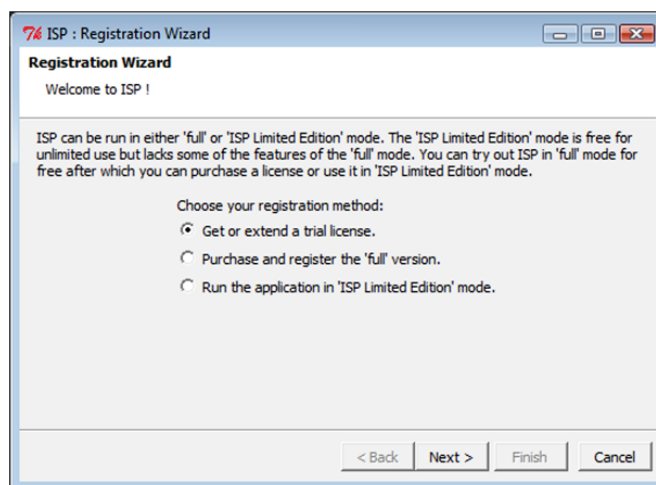 7k ISP : Registration Wizard
Registration Wizard
Welcome to ISP !
ISP can be run in either 'full' or 'ISP Limited Edition' mode. The 'ISP Limited Edition' mode is free for
unlimited use but lacks some of the features of the 'full' mode. You can try out ISP in 'full' mode for
free after which you can purchase a license or use it in 'ISP Limited Edition' mode.
Choose your registration method:
Get or extend a trial license.
Purchase and register the 'full' version.
Run the application in 'ISP Limited Edition' mode.
< Back Next > Finish Cancel